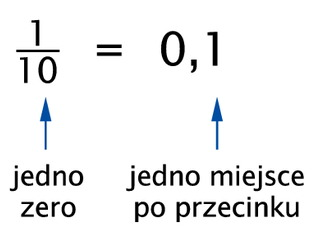 1/10 = 0,1
jedno jedno miejsce
zero po przecinku